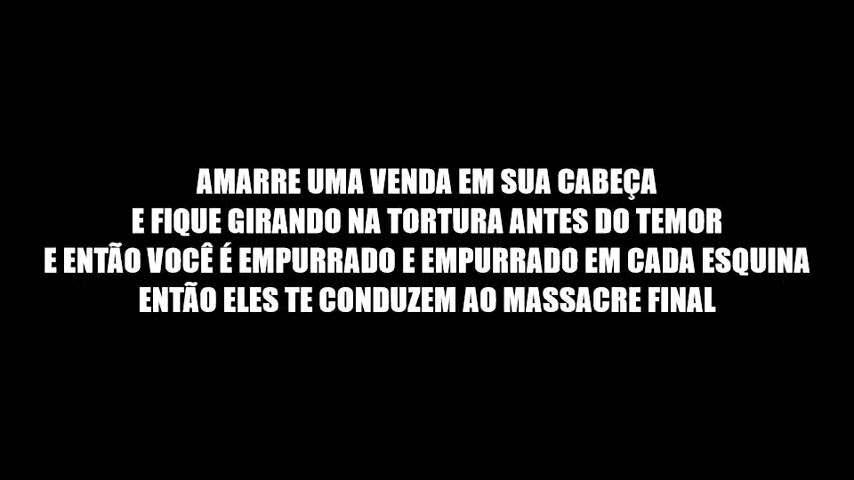 AMARRE UMA VENDA EM SUA CABEÇA
E FIQUE GIRANDO NA TORTURA ANTES DO TEMOR
E ENTÃO VOCÊ É EMPURRADO E EMPURRADO EM CADA ESQUINA
ENTÃO ELES TE CONDUZEM AO MASSACRE FINAL